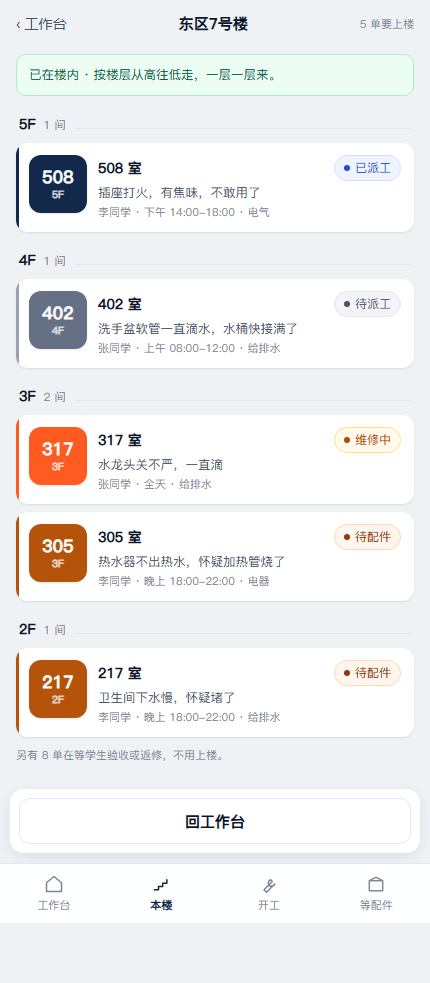 ‹ 工作台
东区7号楼
5 单要上楼
已在楼内 · 按楼层从高往低走，一层一层来。
5F 1 间
508
5F
508 室
已派工
插座打火，有焦味，不敢用了
李同学 · 下午 14:00–18:00 · 电气
4F 1 间
402
4F
402 室
待派工
洗手盆软管一直滴水，水桶快接满了
张同学 · 上午 08:00–12:00 · 给排水
3F 2 间
317
3F
317 室
维修中
水龙头关不严，一直滴
张同学 · 全天 · 给排水
305
3F
305 室
待配件
热水器不出热水，怀疑加热管烧了
李同学 · 晚上 18:00–22:00 · 电器
2F 1 间
217
2F
217 室
待配件
卫生间下水慢，怀疑堵了
李同学 · 晚上 18:00–22:00 · 给排水
另有 8 单在等学生验收或返修，不用上楼。
回工作台
工作台
本楼
开工
等配件